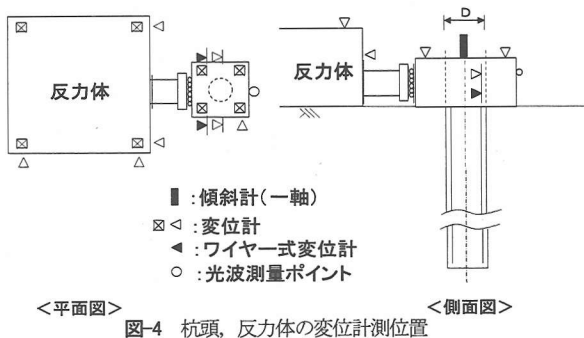 D
反力体
反力体
:傾斜計(一軸)
:変位計
:ワイヤー式変位計
:光波測量ポイント
<平面図>
<側面図>
図-4 杭頭,反力体の変位計測位置